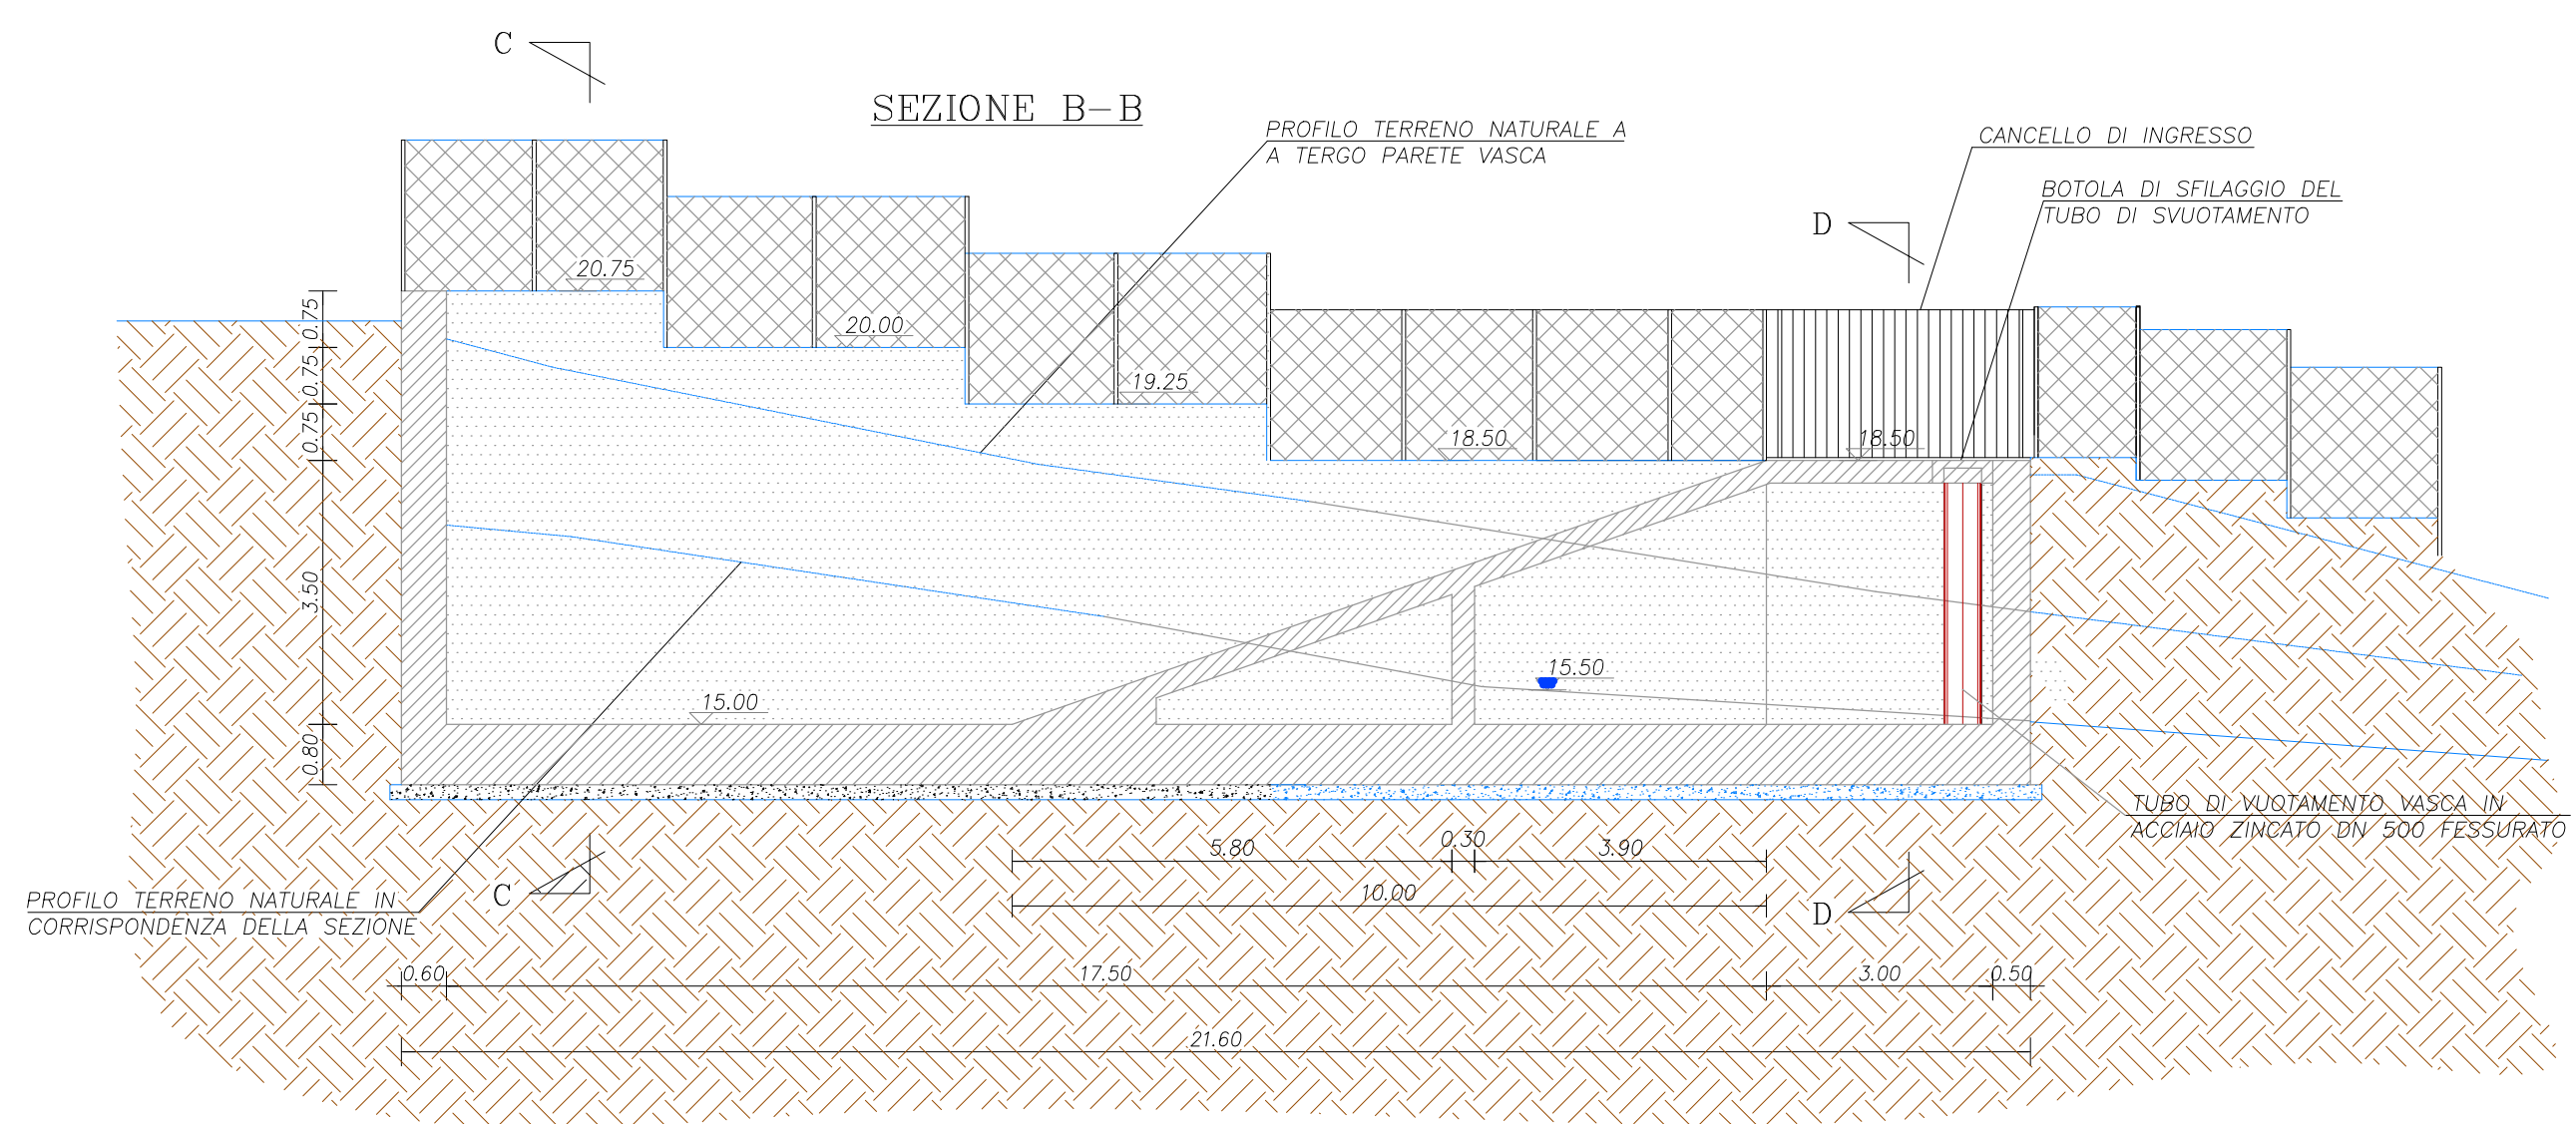 C
SEZIONE B-B
PROFILO TERRENO NATURALE A
A TERGO PARETE VASCA
CANCELLO DI INGRESSO
BOTOLA DI SFILAGGIO DEL
TUBO DI SVUOTAMENTO
D
20.75
20.00
19.25
18.50
18.50
0.75
0.75
0.75
3.50
0.80
15.00
15.50
TUBO DI VUOTAMENTO VASCA IN
ACCIAIO ZINCATO DN 500 FESSURATO
5.80
0.30
3.90
10.00
C
D
PROFILO TERRENO NATURALE IN
CORRISPONDENZA DELLA SEZIONE
0.60
17.50
3.00
0.50
21.60